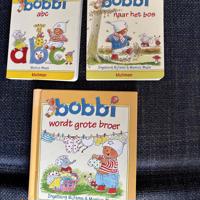 bobbi
abc
Monica Maas
kluitman
bobbi
naar het bos
Ingeborg Bijlsma & Monica Maas
kluitman
bobbi
wordt grote broer
Ingeborg Bijlsma & Monica Maas